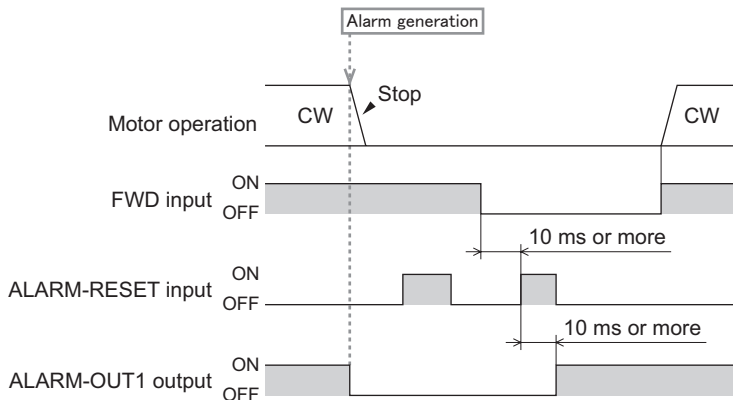 Alarm generation
Stop
Motor operation
CW
CW
FWD input
ON
OFF
10 ms or more
ALARM-RESET input
ON
OFF
10 ms or more
ALARM-OUT1 output
ON
OFF